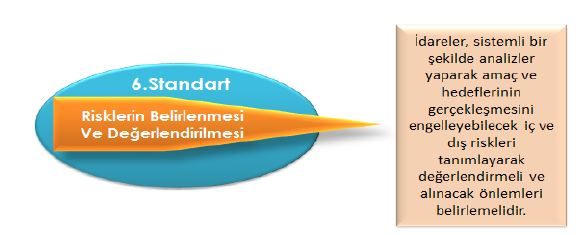 6.Standart
Risklerin Belirlenmesi
Ve Değerlendirilmesi
İdareler, sistemli bir
şekilde analizler
yaparak amaç ve
hedeflerinin
gerçekleşmesini
engelleyebilecek iç ve
dış riskleri
tanımlayarak
değerlendirmeli ve
alınacak önlemleri
belirlemelidir.